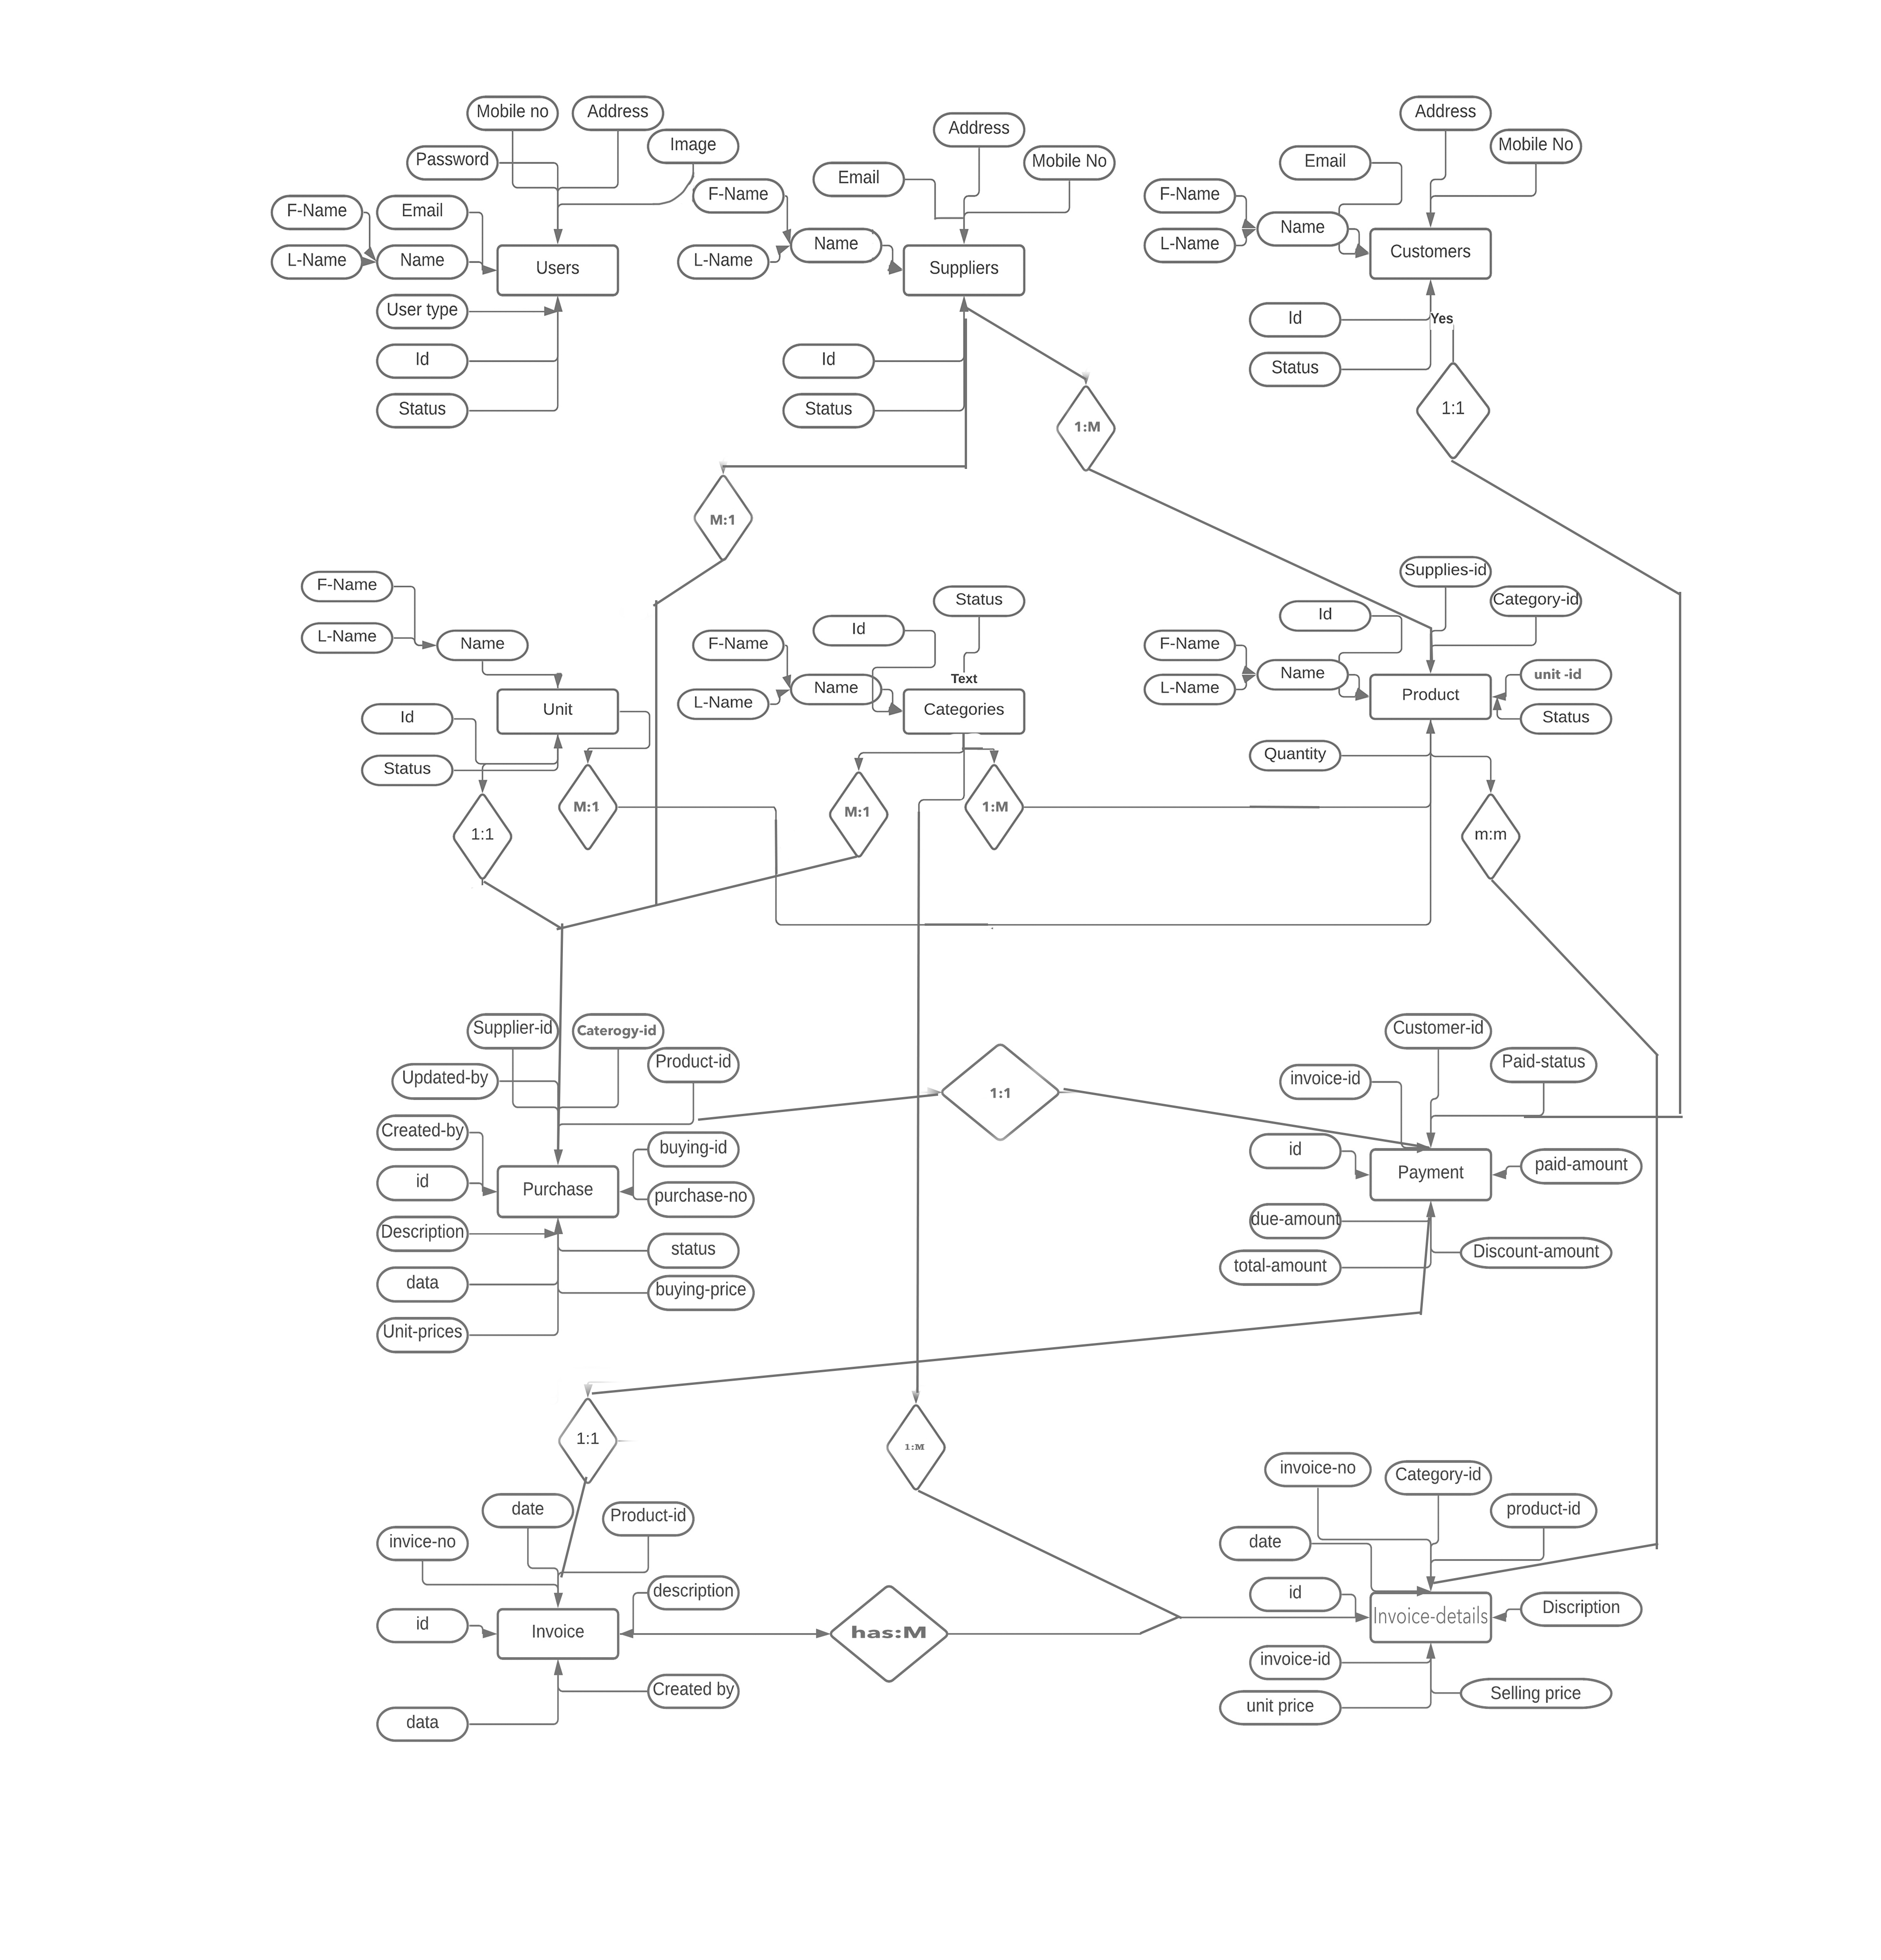 Mobile no
Address
Image
Password
F-Name
Email
L-Name
Name
Users
User type
Id
Status
Address
Mobile No
Email
F-Name
L-Name
Name
Suppliers
Id
Status
Address
Mobile No
Email
F-Name
L-Name
Name
Customers
Id
Yes
Status
1:1
1:M
M:1
F-Name
L-Name
Name
Unit
Id
Status
1:1
M:1
Status
Id
F-Name
L-Name
Name
Text
Categories
M:1
1:M
Supplies-id
Category-id
Id
F-Name
L-Name
Name
Product
unit -id
Status
Quantity
m:m
Supplier-id
Caterogy-id
Product-id
Updated-by
Created-by
buying-id
id
Purchase
purchase-no
Description
status
data
buying-price
Unit-prices
1:1
Customer-id
Paid-status
invoice-id
id
Payment
paid-amount
due-amount
Discount-amount
total-amount
1:1
1:M
date
Product-id
invice-no
description
id
Invoice
Created by
data
has:M
invoice-no
Category-id
product-id
date
id
Invoice-details
Discription
invoice-id
Selling price
unit price